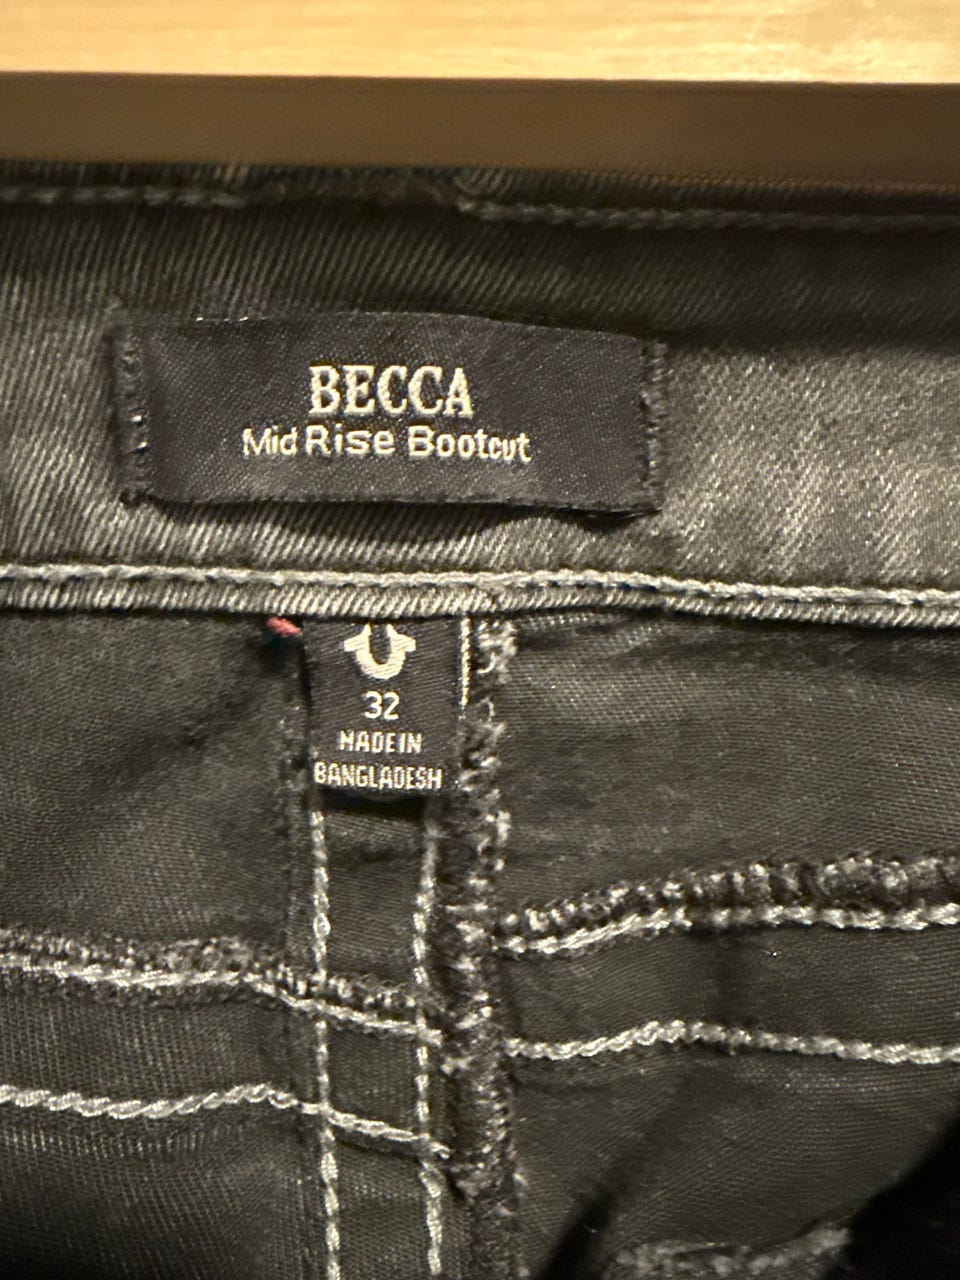 BECCA
Mid Rise Bootcut
32
MADE IN
BANGLADESH